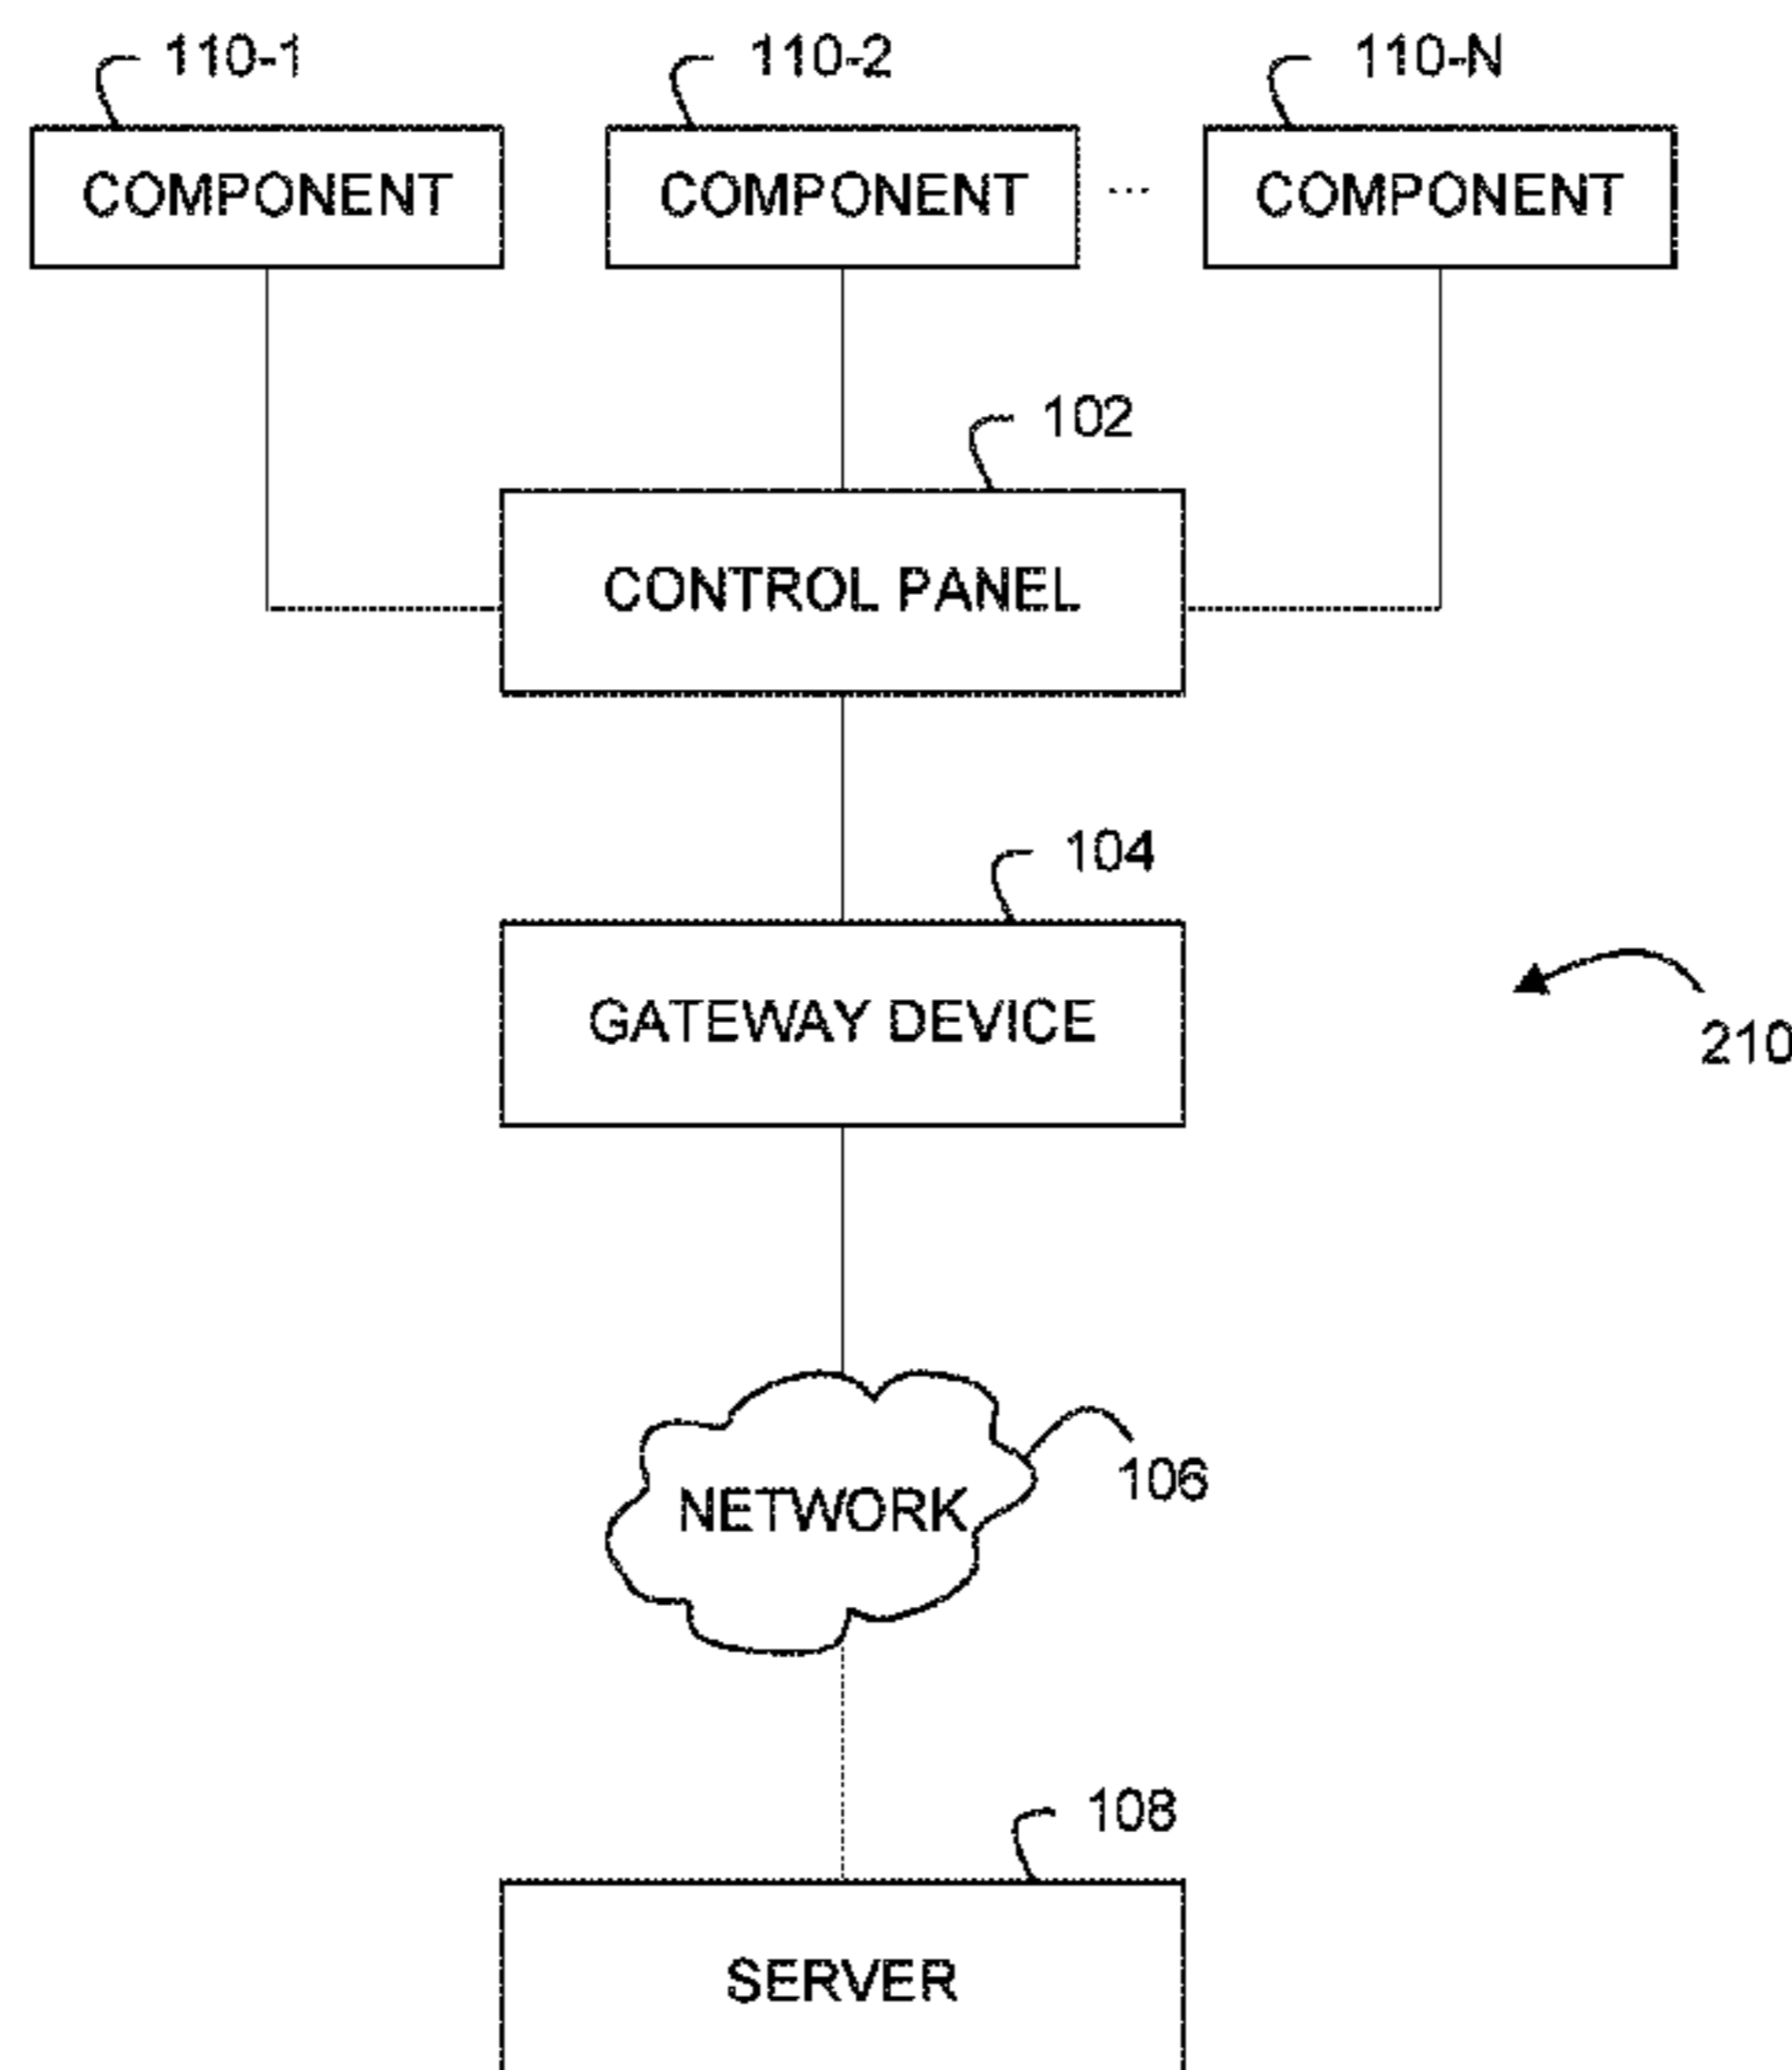 110-1 110-2 110-N
COMPONENT COMPONENT ... COMPONENT
102
CONTROL PANEL
104
GATEWAY DEVICE
210
106
NETWORK
108
SERVER